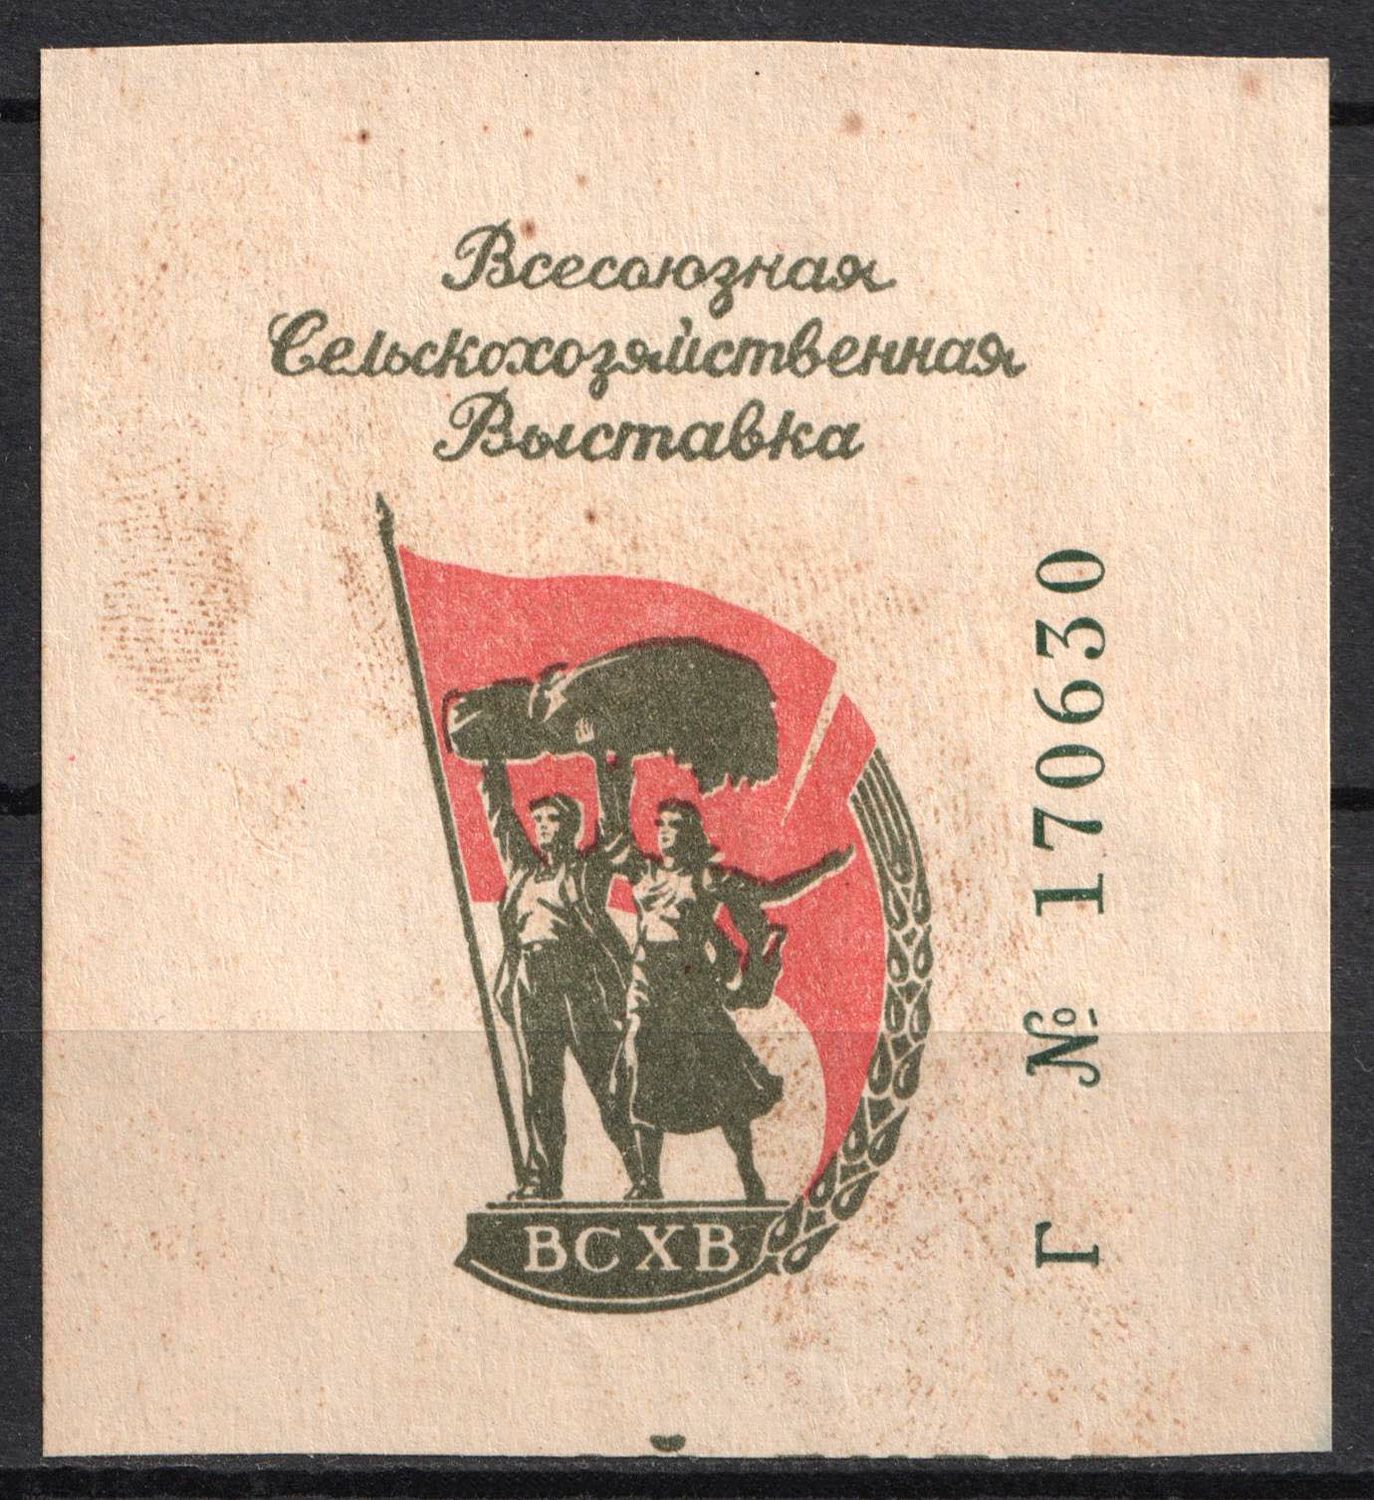 Всесоюзная
Сельскохозяйственная
Выставка
ВСХВ
Г № 170630